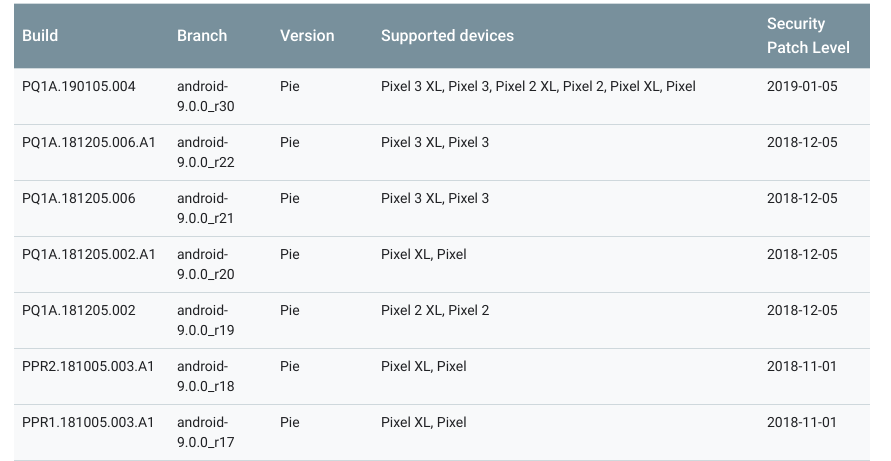 Build Branch Version Supported devices Security
Patch Level
PQ1A.190105.004 android- Pie Pixel 3 XL, Pixel 3, Pixel 2 XL, Pixel 2, Pixel XL, Pixel 2019-01-05
9.0.0_r30
PQ1A.181205.006.A1 android- Pie Pixel 3 XL, Pixel 3 2018-12-05
9.0.0_r22
PQ1A.181205.006 android- Pie Pixel 3 XL, Pixel 3 2018-12-05
9.0.0_r21
PQ1A.181205.002.A1 android- Pie Pixel XL, Pixel 2018-12-05
9.0.0_r20
PQ1A.181205.002 android- Pie Pixel 2 XL, Pixel 2 2018-12-05
9.0.0_r19
PPR2.181005.003.A1 android- Pie Pixel XL, Pixel 2018-11-01
9.0.0_r18
PPR1.181005.003.A1 android- Pie Pixel XL, Pixel 2018-11-01
9.0.0_r17